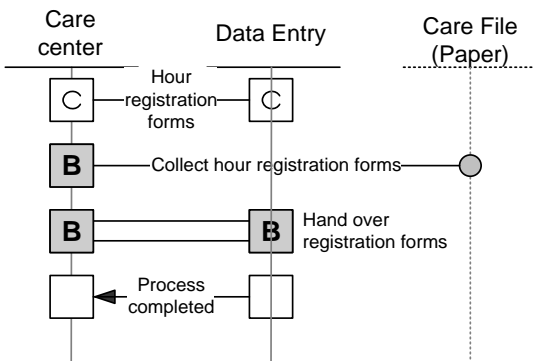 Care
center
Data Entry
Care File
(Paper)
Hour
C registration C
forms
B Collect hour registration forms
B B Hand over
registration forms
Process
completed